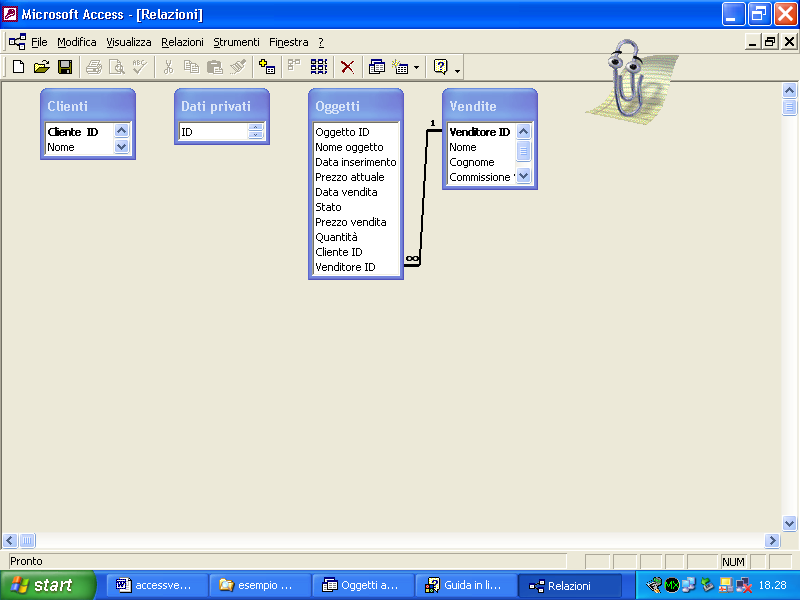 Microsoft Access - [Relazioni]
File Modifica Visualizza Relazioni Strumenti Finestra ?
Clienti
Cliente ID
Nome
Dati privati
ID
Oggetti
Oggetto ID
Nome oggetto
Data inserimento
Prezzo attuale
Data vendita
Stato
Prezzo vendita
Quantità
Cliente ID
Venditore ID
Vendite
Venditore ID
Nome
Cognome
Commissione
1
∞
Pronto
NUM
start
accessve...
esempio ...
Oggetti a...
Guida in li...
Relazioni
18.28